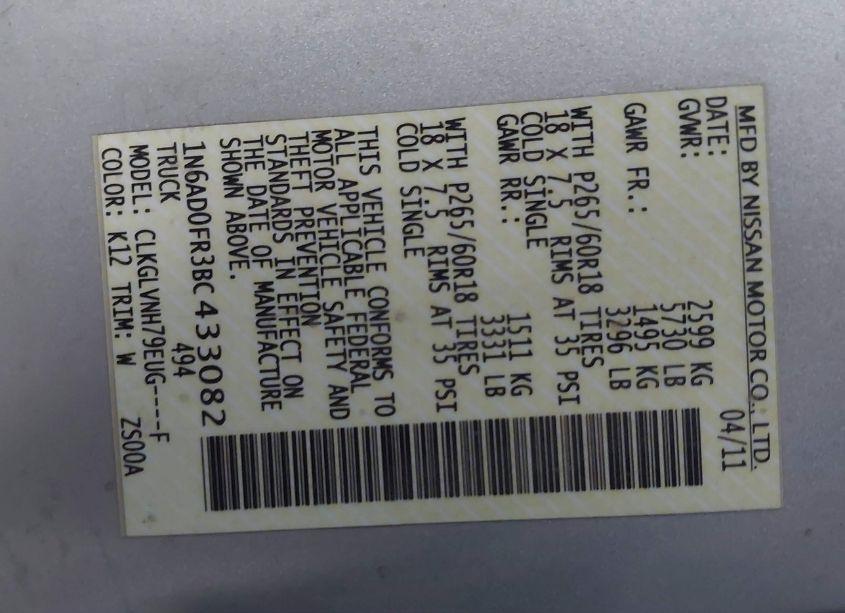 MFD BY NISSAN MOTOR CO., LTD.
DATE: 04/11
GVWR: 2599 KG
5730 LB
GAWR FR.: 1495 KG
3296 LB
WITH P265/60R18 TIRES
18 X 7.5 RIMS AT 35 PSI
COLD SINGLE
GAWR RR.: 1511 KG
3331 LB
WITH P265/60R18 TIRES
18 X 7.5 RIMS AT 35 PSI
COLD SINGLE
THIS VEHICLE CONFORMS TO
ALL APPLICABLE FEDERAL
MOTOR VEHICLE SAFETY AND
THEFT PREVENTION
STANDARDS IN EFFECT ON
THE DATE OF MANUFACTURE
SHOWN ABOVE.
1N6AD0FR3BC433082
TRUCK 494
MODEL: CLKGLVNH79EUG----F
COLOR: K12 TRIM: W ZS00A